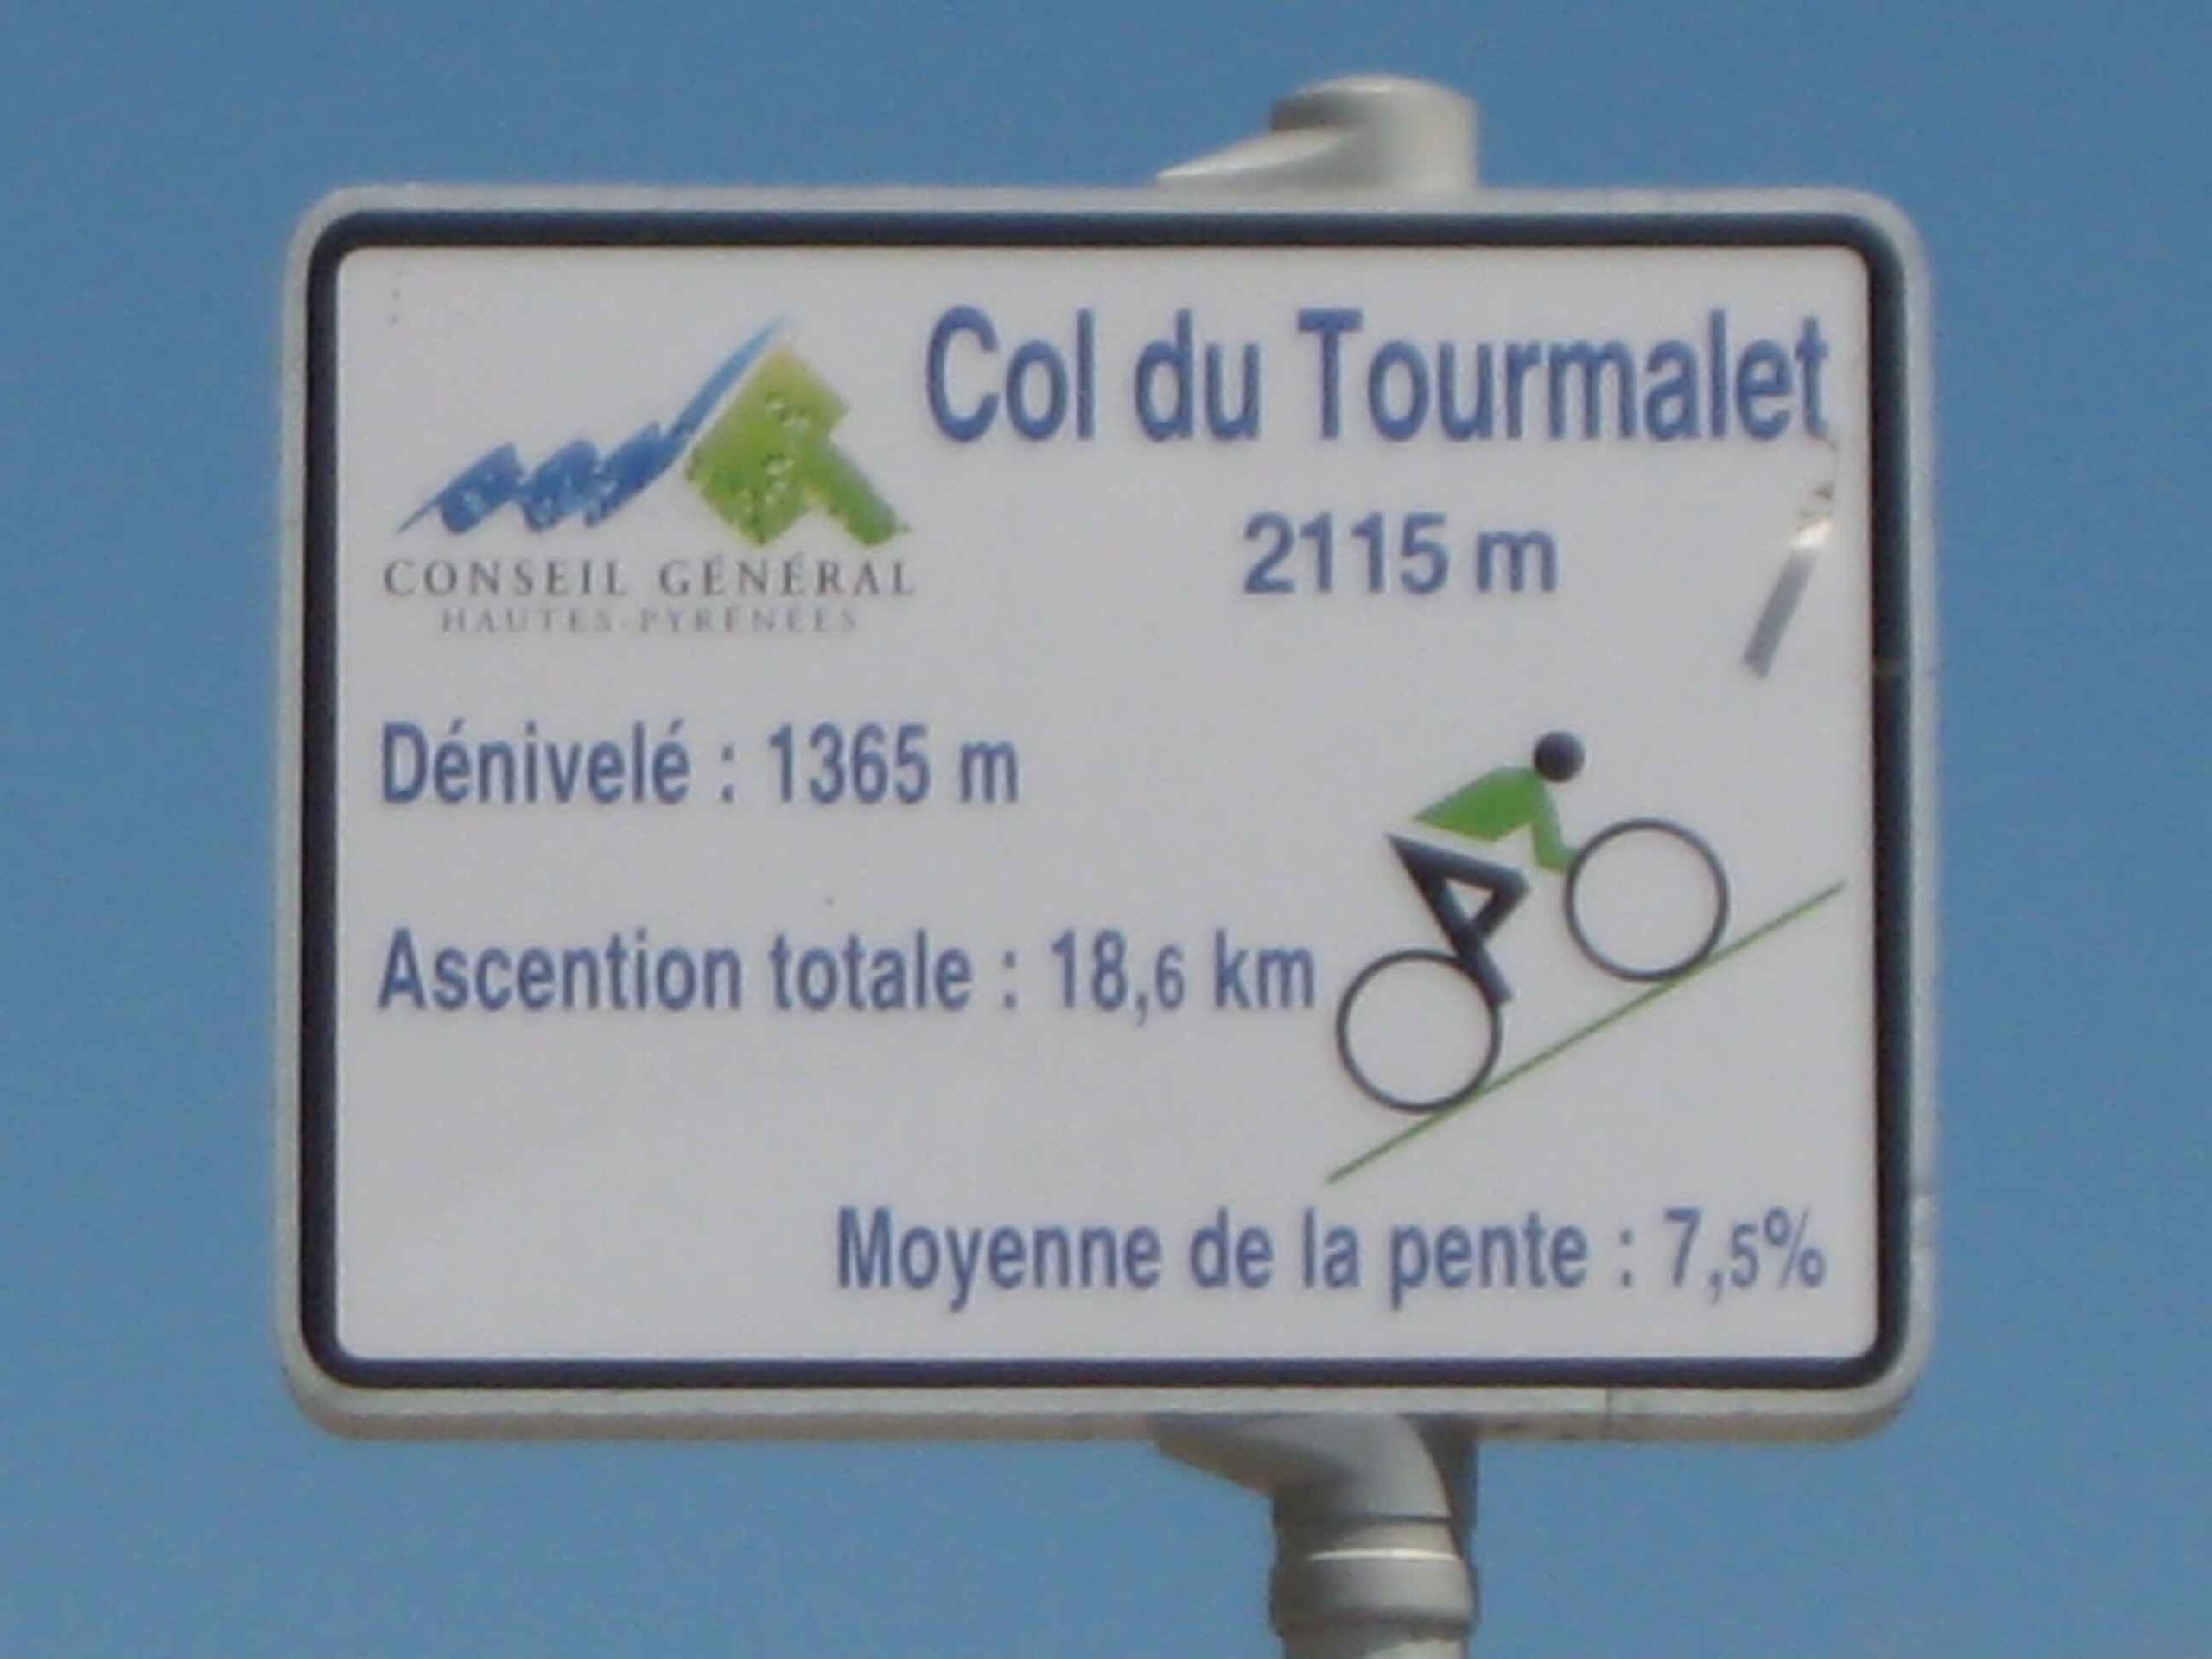 Col du Tourmalet
2115 m
CONSEIL GÉNÉRAL
HAUTES-PYRÉNÉES
Dénivelé : 1365 m
Ascention totale : 18,6 km
Moyenne de la pente : 7,5%